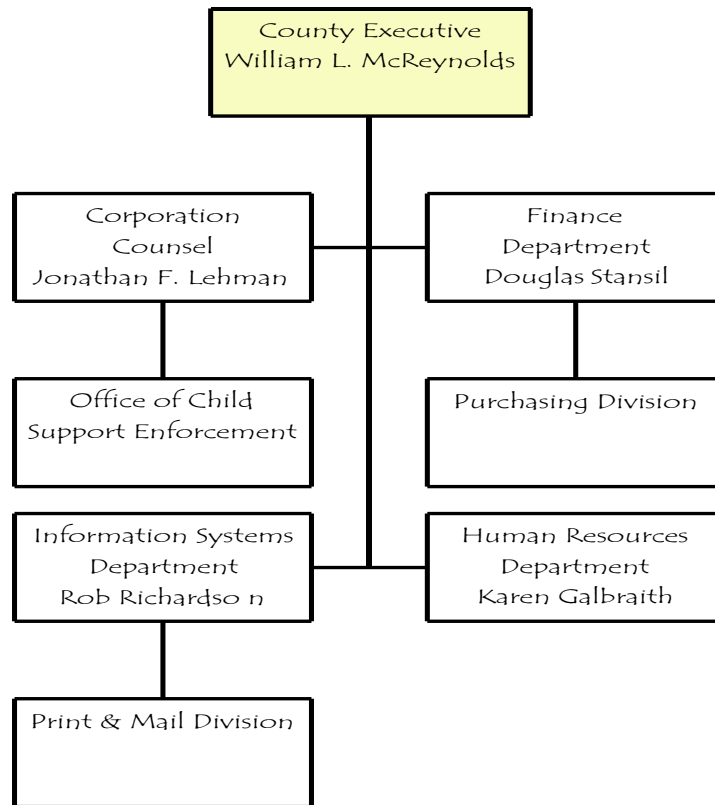 County Executive
William L. McReynolds
Corporation
Counsel
Jonathan F. Lehman
Finance
Department
Douglas Stansil
Office of Child
Support Enforcement
Purchasing Division
Information Systems
Department
Rob Richardso n
Human Resources
Department
Karen Galbraith
Print & Mail Division